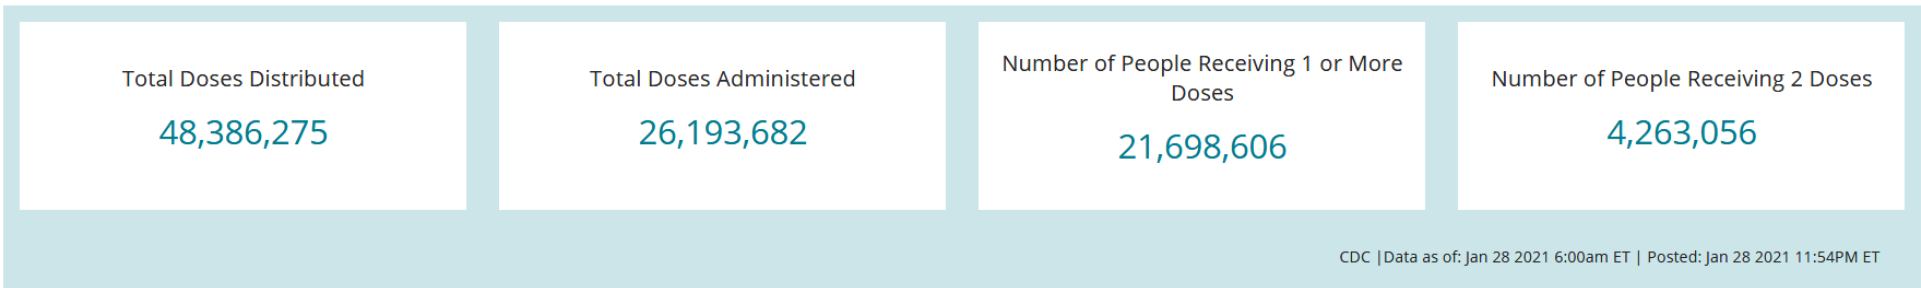 Total Doses Distributed
48,386,275
Total Doses Administered
26,193,682
Number of People Receiving 1 or More
Doses
21,698,606
Number of People Receiving 2 Doses
4,263,056
CDC |Data as of: Jan 28 2021 6:00am ET | Posted: Jan 28 2021 11:54PM ET